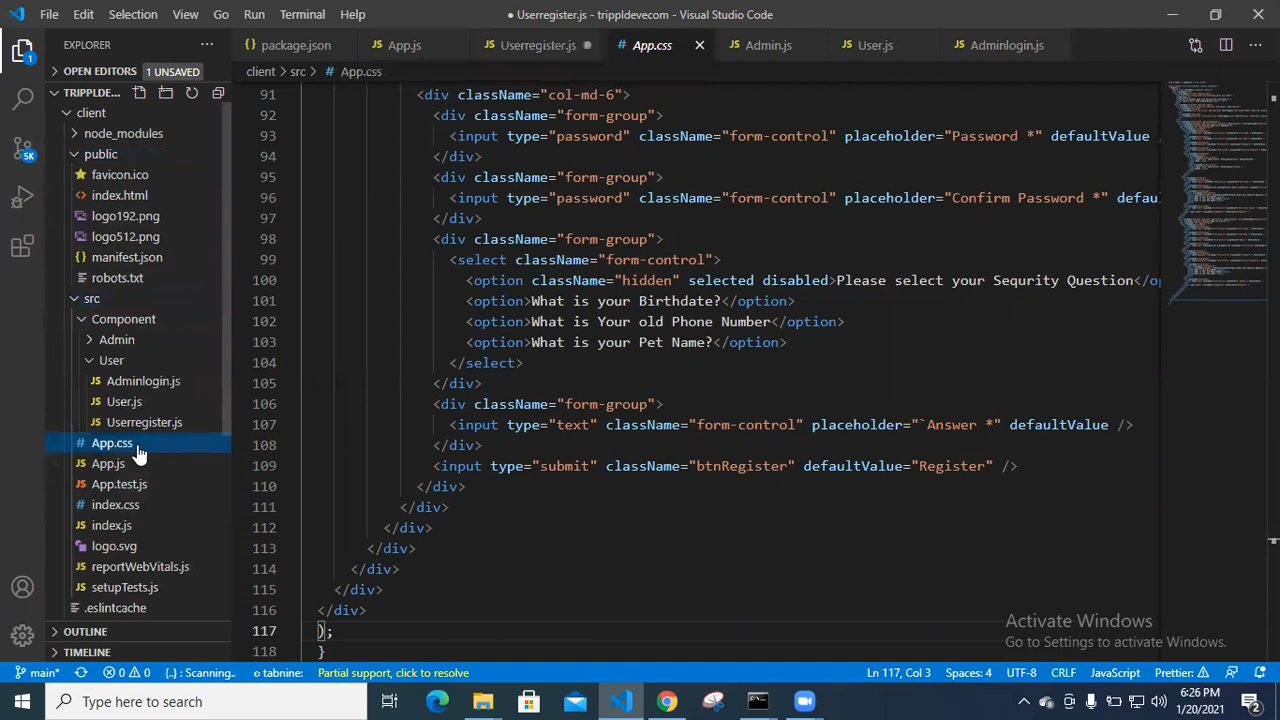 File Edit Selection View Go Run Terminal Help
● Userregister.js - trippldevecom - Visual Studio Code
EXPLORER
package.json
App.js
Userregister.js
App.css
Admin.js
User.js
Adminlogin.js
OPEN EDITORS 1 UNSAVED
client > src > # App.css
TRIPPLDE...
client
node_modules
public
favicon.ico
index.html
logo192.png
logo512.png
manifest.json
robots.txt
src
Component
Admin
User
Adminlogin.js
User.js
Userregister.js
App.css
App.js
App.test.js
index.css
index.js
logo.svg
reportWebVitals.js
setupTests.js
.eslintcache
OUTLINE
TIMELINE
1
5K
91 <div className="col-md-6">
92 <div className="form-group">
93 <input type="password" className="form-control" placeholder="Password *" defaultValue
94 </div>
95 <div className="form-group">
96 <input type="password" className="form-control" placeholder="Confirm Password *" defau
97 </div>
98 <div className="form-group">
99 <select className="form-control">
100 <option className="hidden" selected disabled>Please select your Sequrity Question</op
101 <option>What is your Birthdate?</option>
102 <option>What is Your old Phone Number</option>
103 <option>What is your Pet Name?</option>
104 </select>
105 </div>
106 <div className="form-group">
107 <input type="text" className="form-control" placeholder="`Answer *" defaultValue />
108 </div>
109 <input type="submit" className="btnRegister" defaultValue="Register" />
110 </div>
111 </div>
112 </div>
113 </div>
114 </div>
115 </div>
116 </div>
117 );
118 }
Activate Windows
Go to Settings to activate Windows.
main* 0 0 {..} : Scanning.. tabnine: Partial support, click to resolve
Ln 117, Col 3 Spaces: 4 UTF-8 CRLF JavaScript Prettier:
Type here to search
6:26 PM
1/20/2021
2